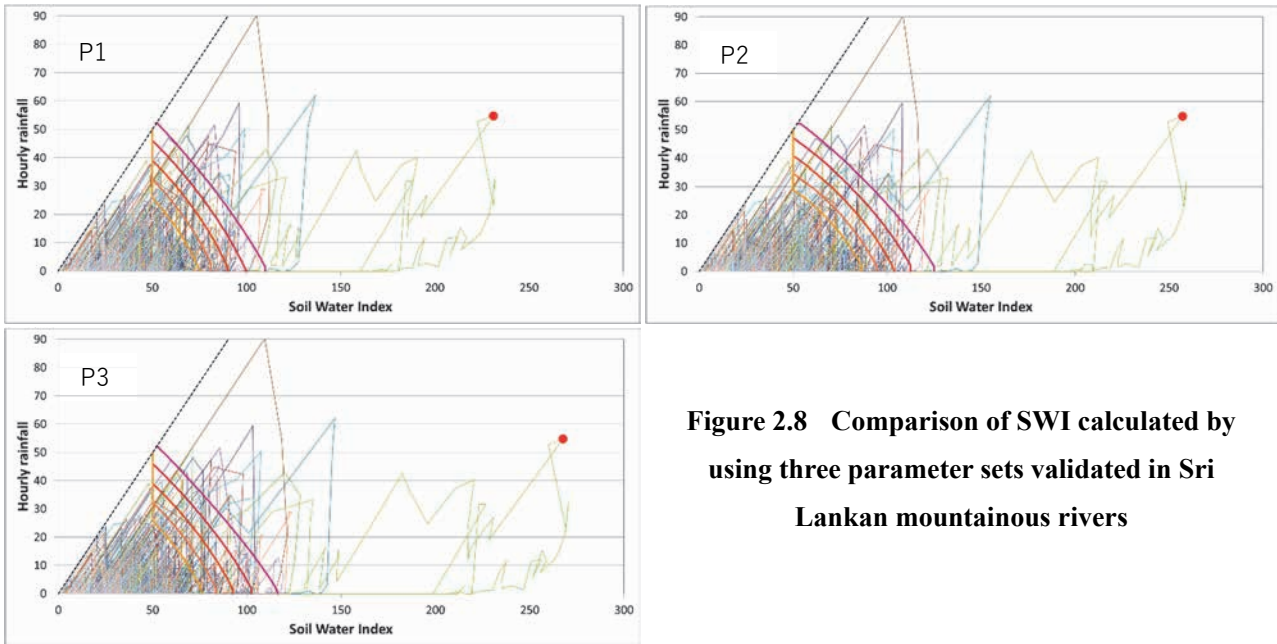 P1
Hourly rainfall
90
80
70
60
50
40
30
20
10
0
0 50 100 150 200 250 300
Soil Water Index
P2
Hourly rainfall
90
80
70
60
50
40
30
20
10
0
0 50 100 150 200 250 300
Soil Water Index
P3
Hourly rainfall
90
80
70
60
50
40
30
20
10
0
0 50 100 150 200 250 300
Soil Water Index
Figure 2.8 Comparison of SWI calculated by
using three parameter sets validated in Sri
Lankan mountainous rivers